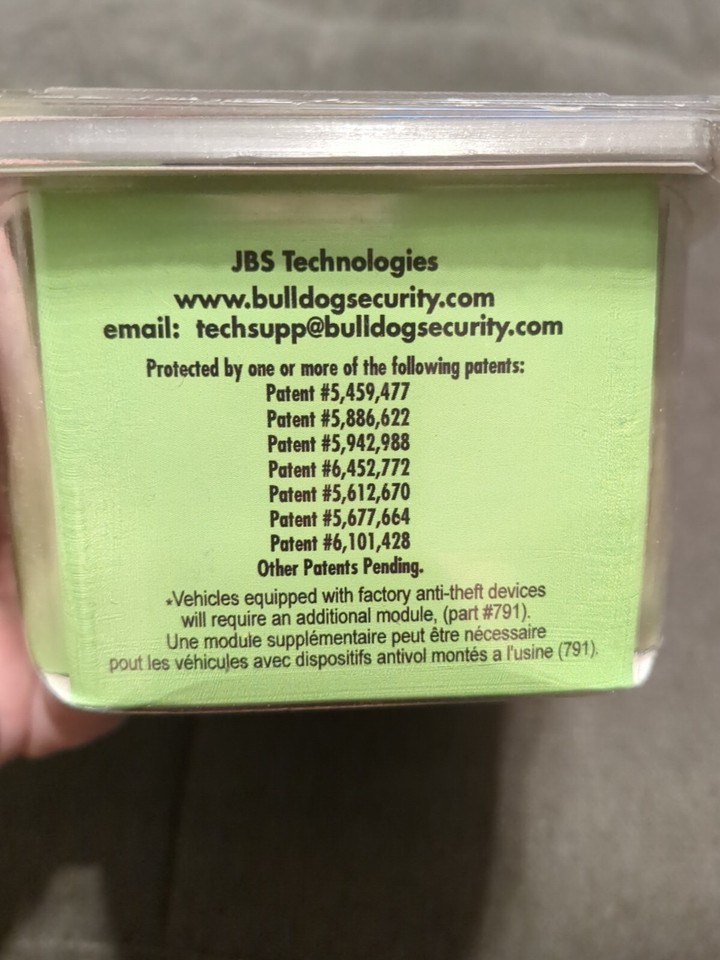 JBS Technologies
www.bulldogsecurity.com
email: techsupp@bulldogsecurity.com
Protected by one or more of the following patents:
Patent #5,459,477
Patent #5,886,622
Patent #5,942,988
Patent #6,452,772
Patent #5,612,670
Patent #5,677,664
Patent #6,101,428
Other Patents Pending.
*Vehicles equipped with factory anti-theft devices
will require an additional module, (part #791).
Une module supplémentaire peut être nécessaire
pout les véhicules avec dispositifs antivol montés a l'usine (791).